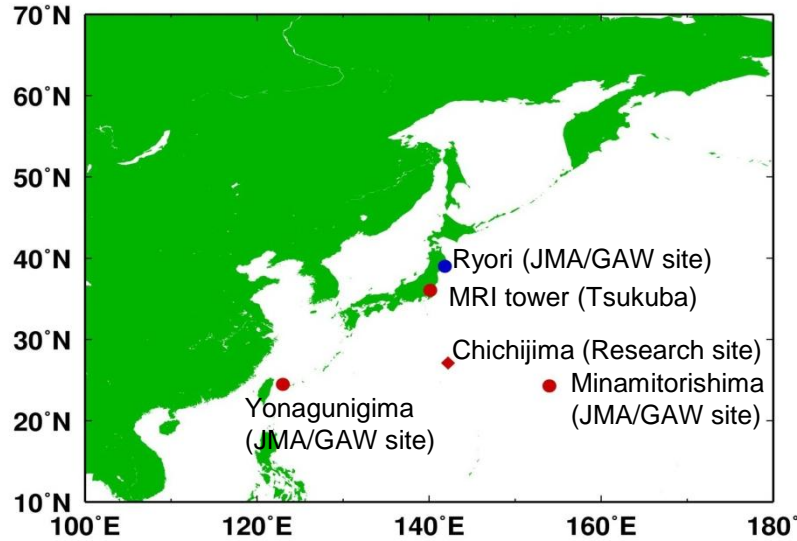 70°N
60°N
50°N
40°N
30°N
20°N
10°N
Ryori (JMA/GAW site)
MRI tower (Tsukuba)
Chichijima (Research site)
Minamitorishima
(JMA/GAW site)
Yonagunigima
(JMA/GAW site)
100°E
120°E
140°E
160°E
180°